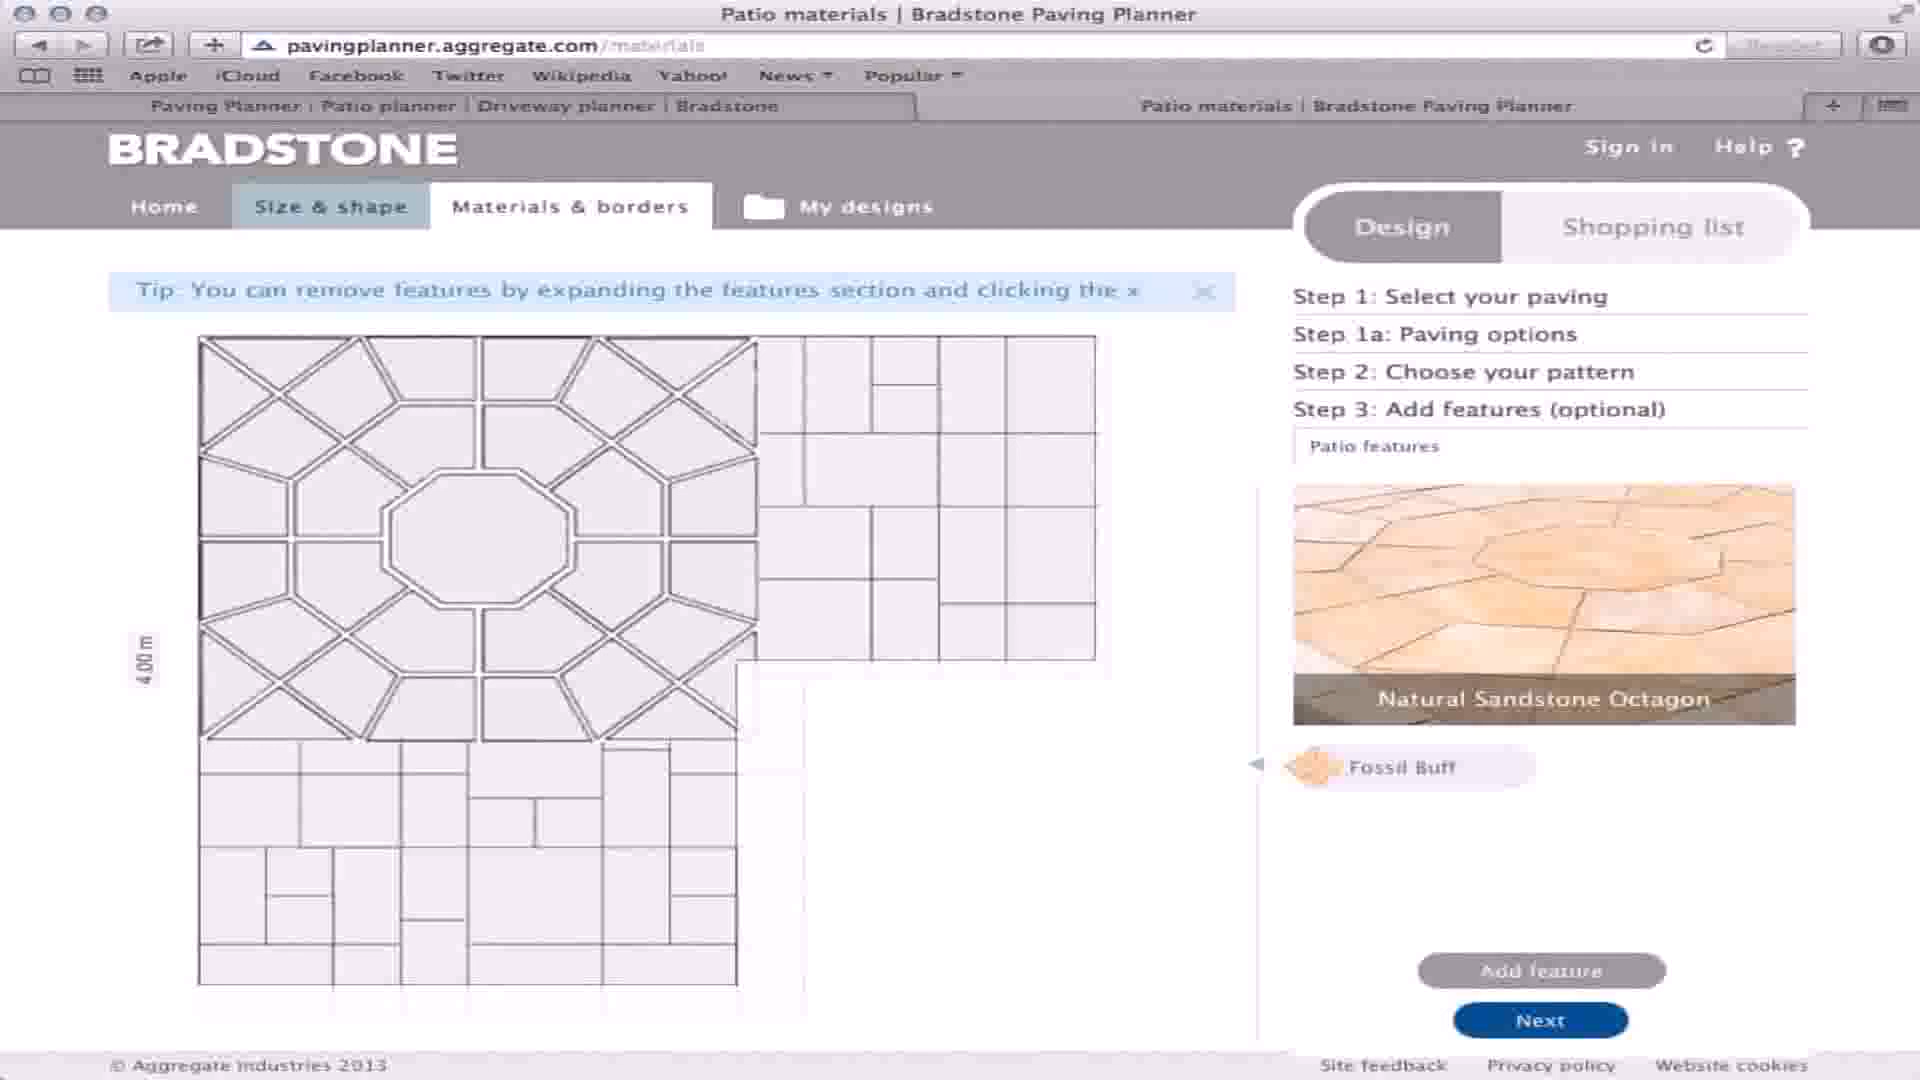 Patio materials | Bradstone Paving Planner
pavingplanner.aggregate.com/materials
Apple iCloud Facebook Twitter Wikipedia Yahoo! News Popular
Paving Planner | Patio planner | Driveway planner | Bradstone
Patio materials | Bradstone Paving Planner
BRADSTONE
Sign in Help ?
Home Size & shape Materials & borders My designs
Design Shopping list
Tip: You can remove features by expanding the features section and clicking the x
Step 1: Select your paving
Step 1a: Paving options
Step 2: Choose your pattern
Step 3: Add features (optional)
Patio features
4.00 m
Natural Sandstone Octagon
Fossil Buff
Add feature
Next
© Aggregate Industries 2013
Site feedback Privacy policy Website cookies